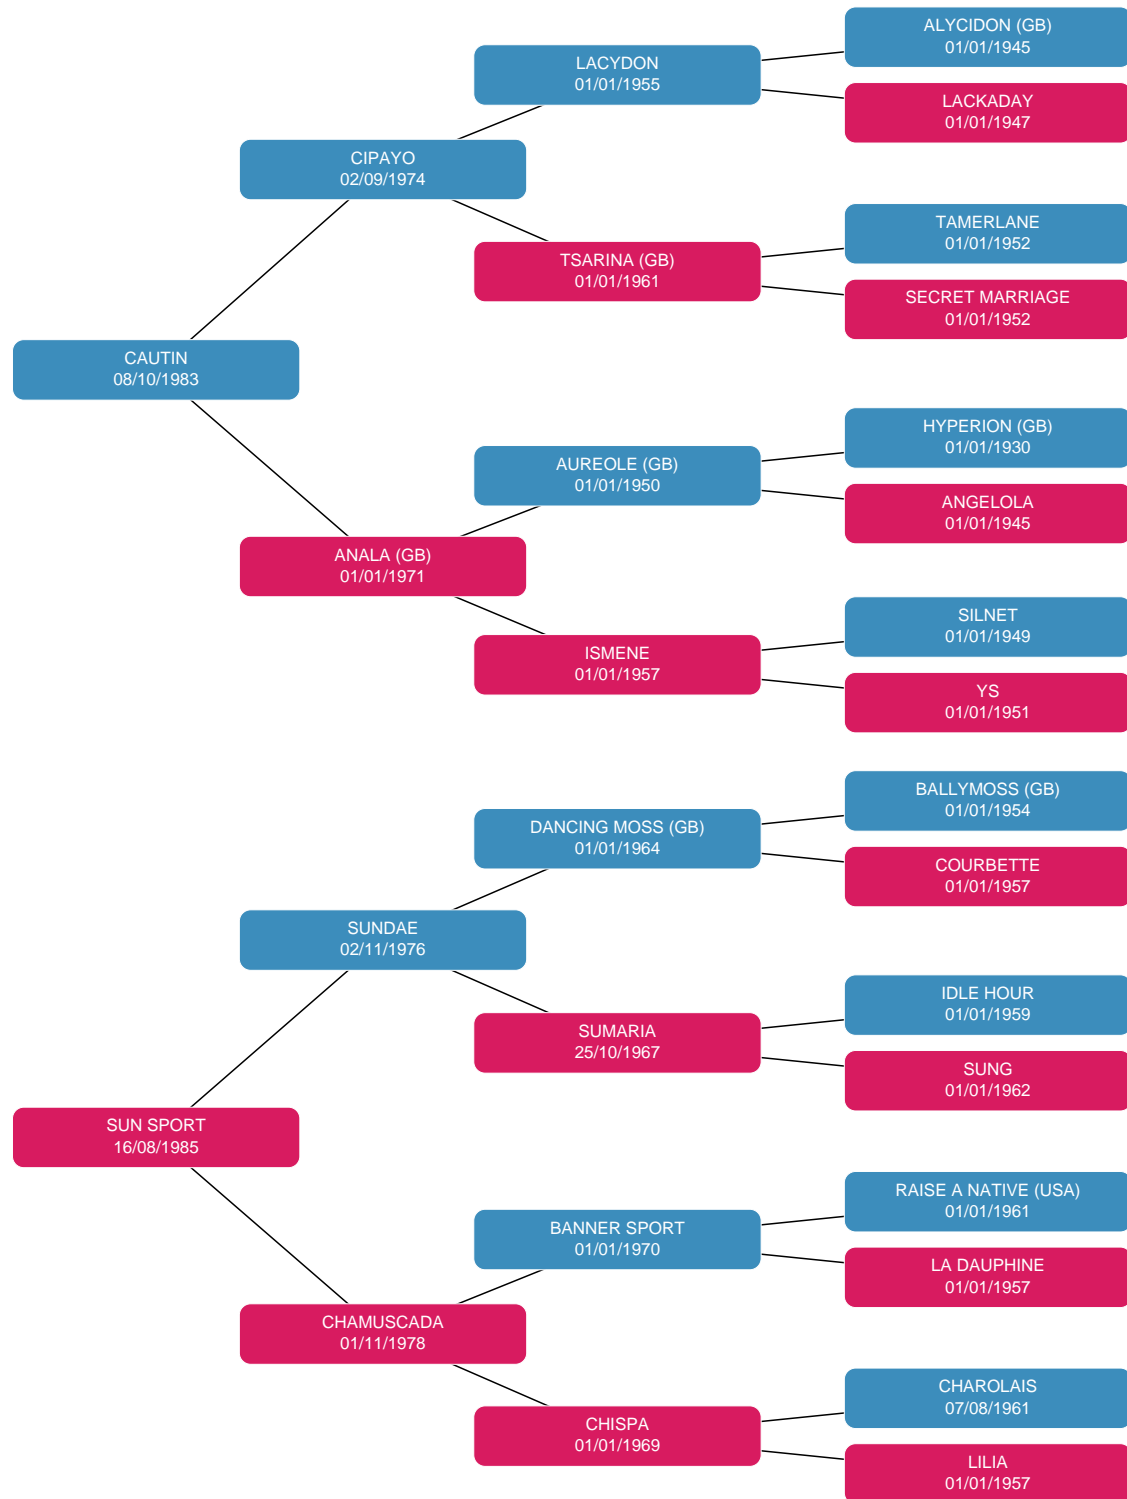 ALYCIDON (GB)
01/01/1945
LACYDON
01/01/1955
LACKADAY
01/01/1947
CIPAYO
02/09/1974
TAMERLANE
01/01/1952
TSARINA (GB)
01/01/1961
SECRET MARRIAGE
01/01/1952
CAUTIN
08/10/1983
HYPERION (GB)
01/01/1930
AUREOLE (GB)
01/01/1950
ANGELOLA
01/01/1945
ANALA (GB)
01/01/1971
SILNET
01/01/1949
ISMENE
01/01/1957
YS
01/01/1951
BALLYMOSS (GB)
01/01/1954
DANCING MOSS (GB)
01/01/1964
COURBETTE
01/01/1957
SUNDAE
02/11/1976
IDLE HOUR
01/01/1959
SUMARIA
25/10/1967
SUNG
01/01/1962
SUN SPORT
16/08/1985
RAISE A NATIVE (USA)
01/01/1961
BANNER SPORT
01/01/1970
LA DAUPHINE
01/01/1957
CHAMUSCADA
01/11/1978
CHAROLAIS
07/08/1961
CHISPA
01/01/1969
LILIA
01/01/1957